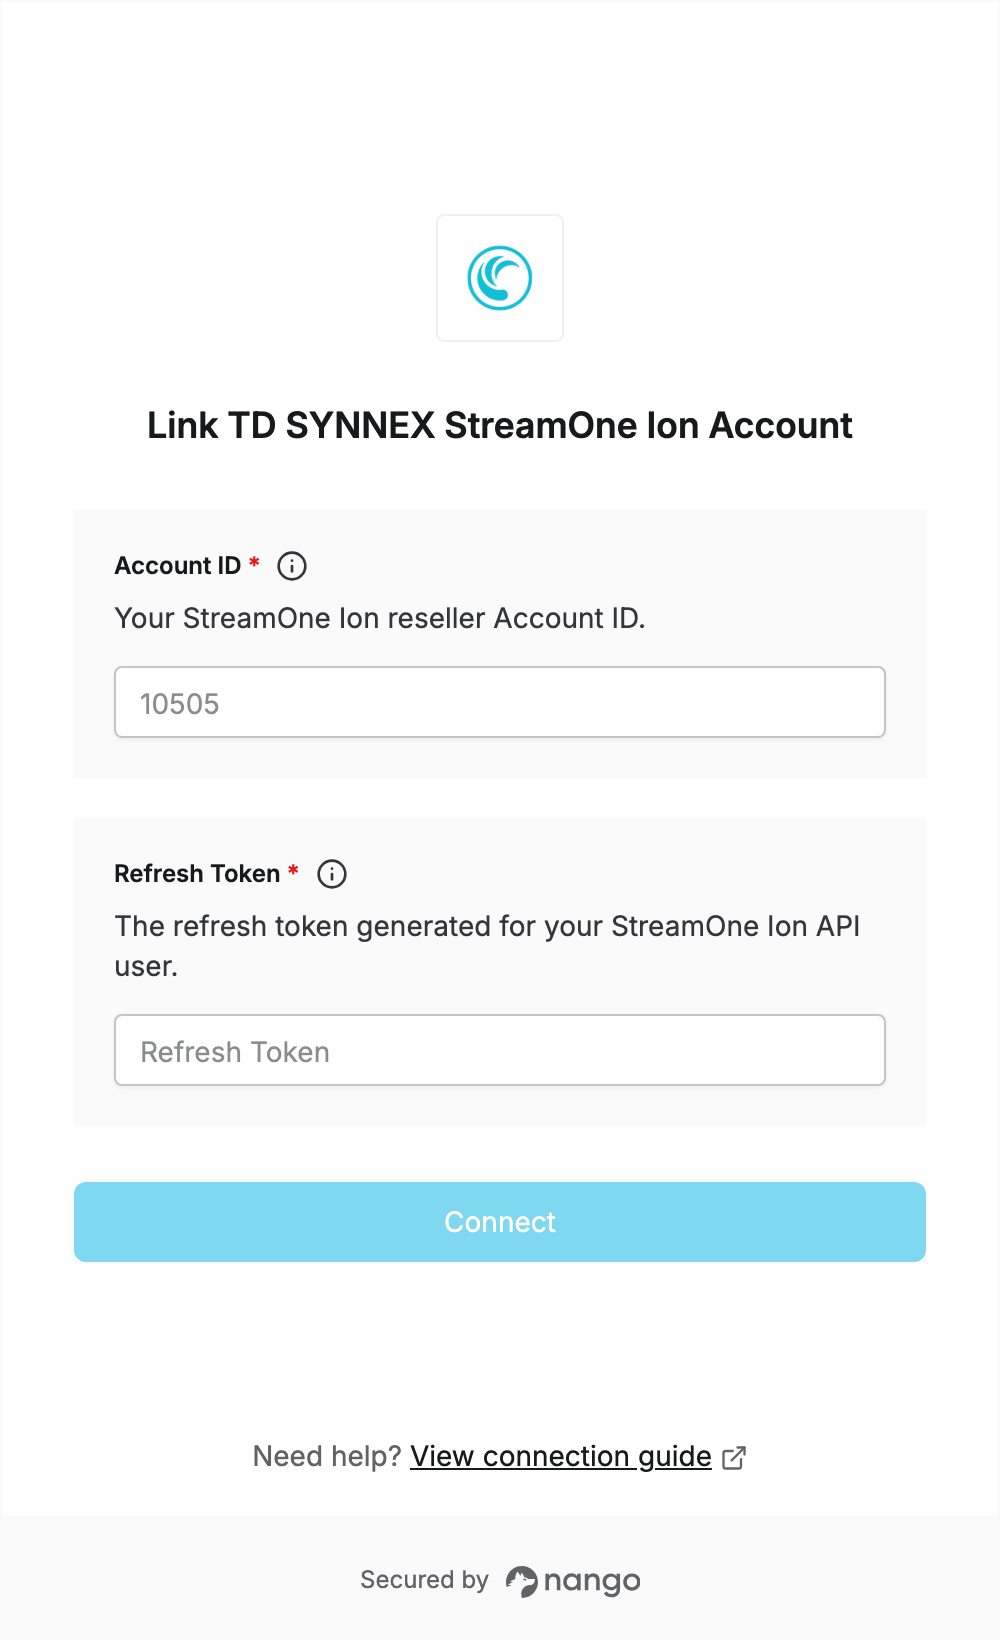 Link TD SYNNEX StreamOne Ion Account
Account ID *
Your StreamOne Ion reseller Account ID.
10505
Refresh Token *
The refresh token generated for your StreamOne Ion API
user.
Refresh Token
Connect
Need help? View connection guide
Secured by nango